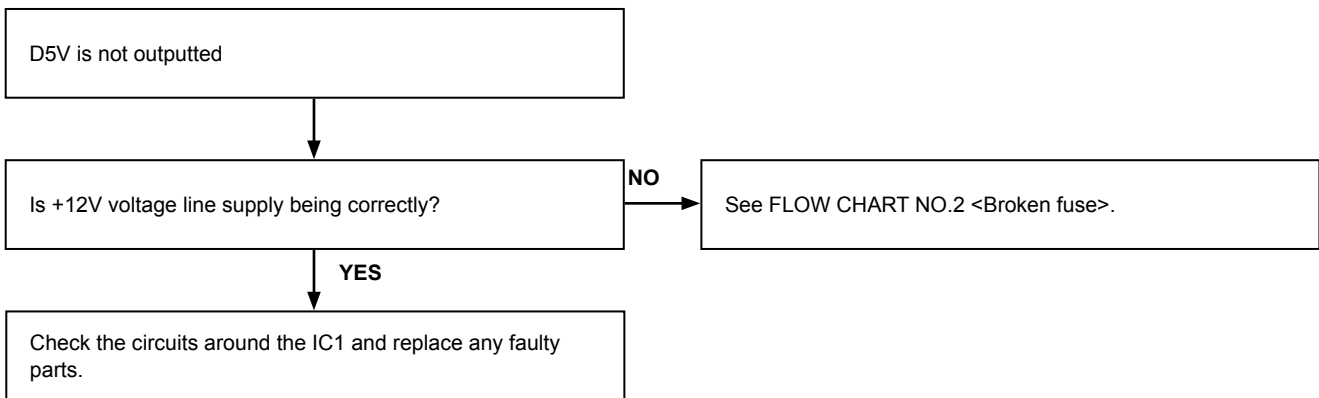 D5V is not outputted
Is +12V voltage line supply being correctly?
NO
See FLOW CHART NO.2 <Broken fuse>.
YES
Check the circuits around the IC1 and replace any faulty
parts.